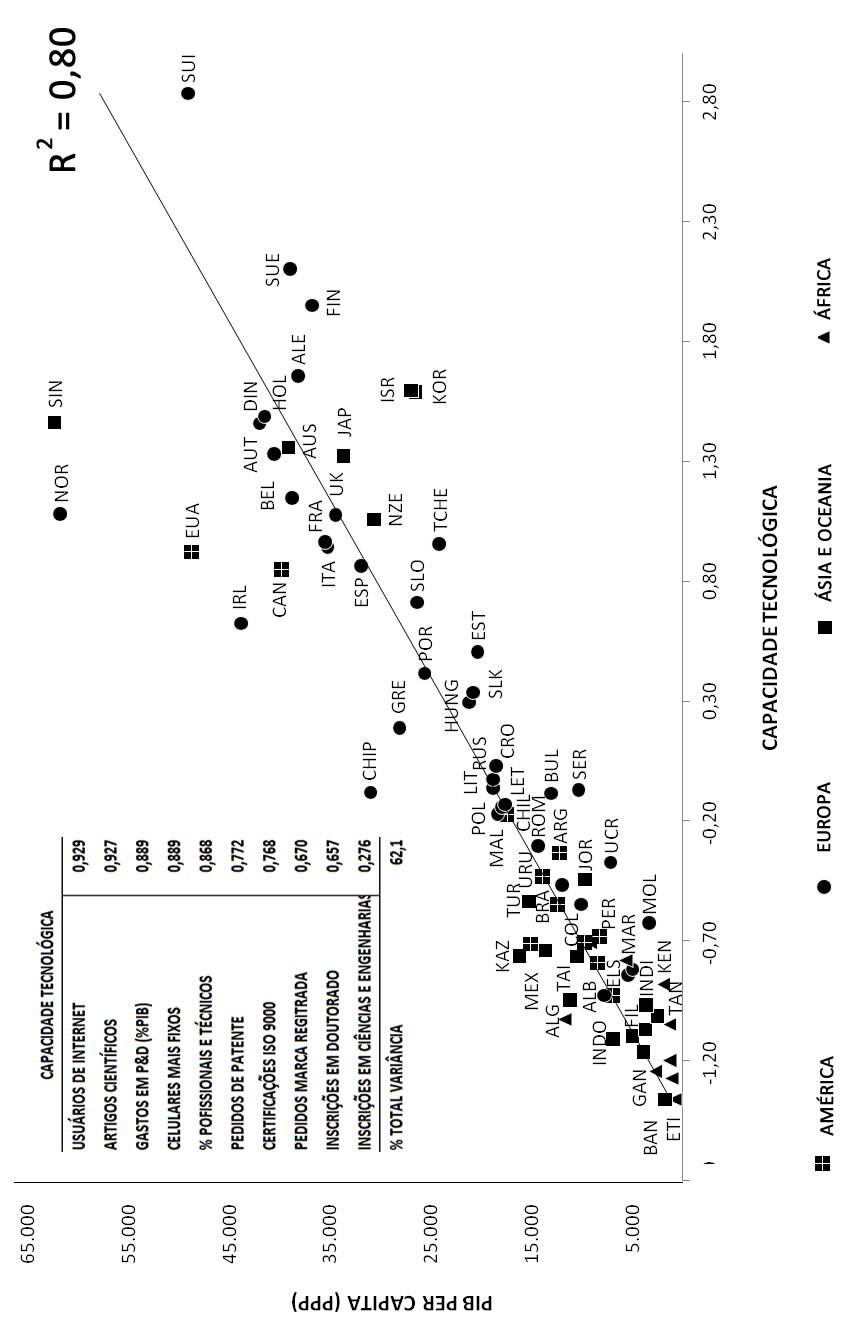 R² = 0,80
CAPACIDADE TECNOLÓGICA
USUÁRIOS DE INTERNET 0,929
ARTIGOS CIENTÍFICOS 0,927
GASTOS EM P&D (%PIB) 0,889
CELULARES MAIS FIXOS 0,889
% POFISSIONAIS E TÉCNICOS 0,868
PEDIDOS DE PATENTE 0,772
CERTIFICAÇÕES ISO 9000 0,768
PEDIDOS MARCA REGITRADA 0,670
INSCRIÇÕES EM DOUTORADO 0,657
INSCRIÇÕES EM CIÊNCIAS E ENGENHARIAS 0,276
% TOTAL VARIÂNCIA 62,1
PIB PER CAPITA (PPP)
65.000
55.000
45.000
35.000
25.000
15.000
5.000
NOR
SIN
EUA
SUI
IRL
CAN
BEL
AUT
DIN
HOL
ALE
SUE
FIN
AUS
JAP
UK
FRA
ITA
ESP
NZE
ISR
KOR
TCHE
SLO
POR
EST
GRE
CHIP
HUNG
SLK
LIT
RUS
CRO
POL
LET
MAL
CHIL
ROM
BUL
SER
ARG
URU
TUR
BRA
JOR
UCR
KAZ
MEX
COL
PER
MOL
TAI
MAR
ALG
ALB
ELS
KEN
INDO
FIL
INDI
TAN
GAN
BAN
ETI
-1,20
-0,70
-0,20
0,30
0,80
1,30
1,80
2,30
2,80
CAPACIDADE TECNOLÓGICA
AMÉRICA
EUROPA
ÁSIA E OCEANIA
ÁFRICA